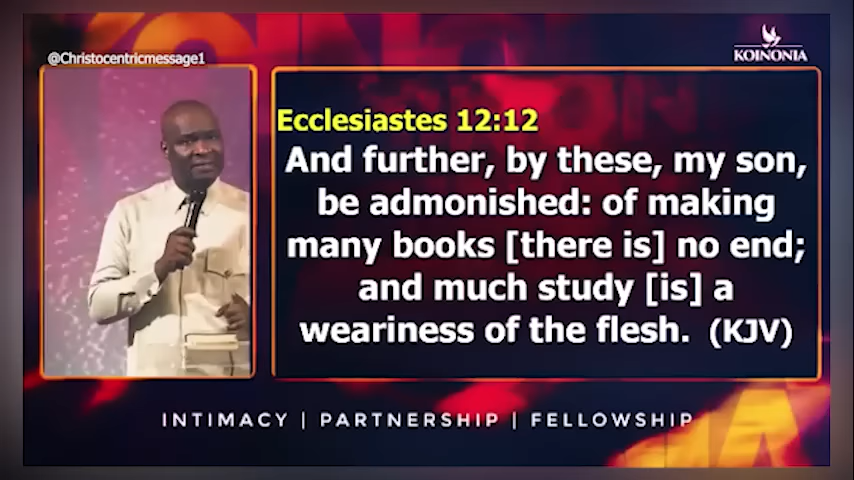 @Christocentricmessage1
KOINONIA
Ecclesiastes 12:12
And further, by these, my son,
be admonished: of making
many books [there is] no end;
and much study [is] a
weariness of the flesh. (KJV)
INTIMACY | PARTNERSHIP | FELLOWSHIP